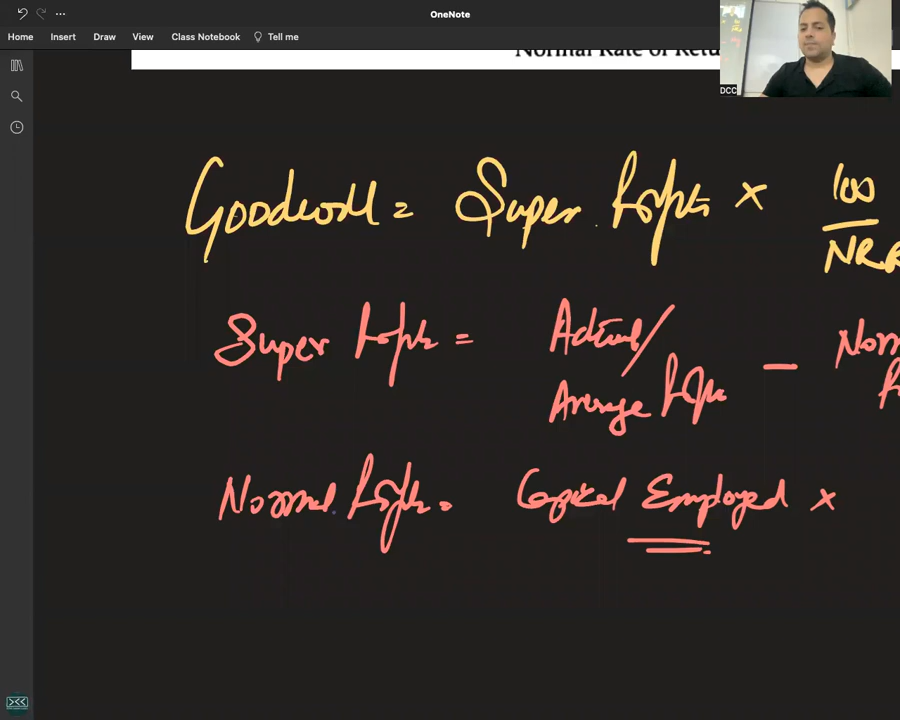 OneNote
Home Insert Draw View Class Notebook Tell me
Normal Rate of Retu
DCC
Goodwill = Super Profits × 100
NRR
Super Profits = Actual/
Average Profits – Norm
Normal Profits = Capital Employed ×